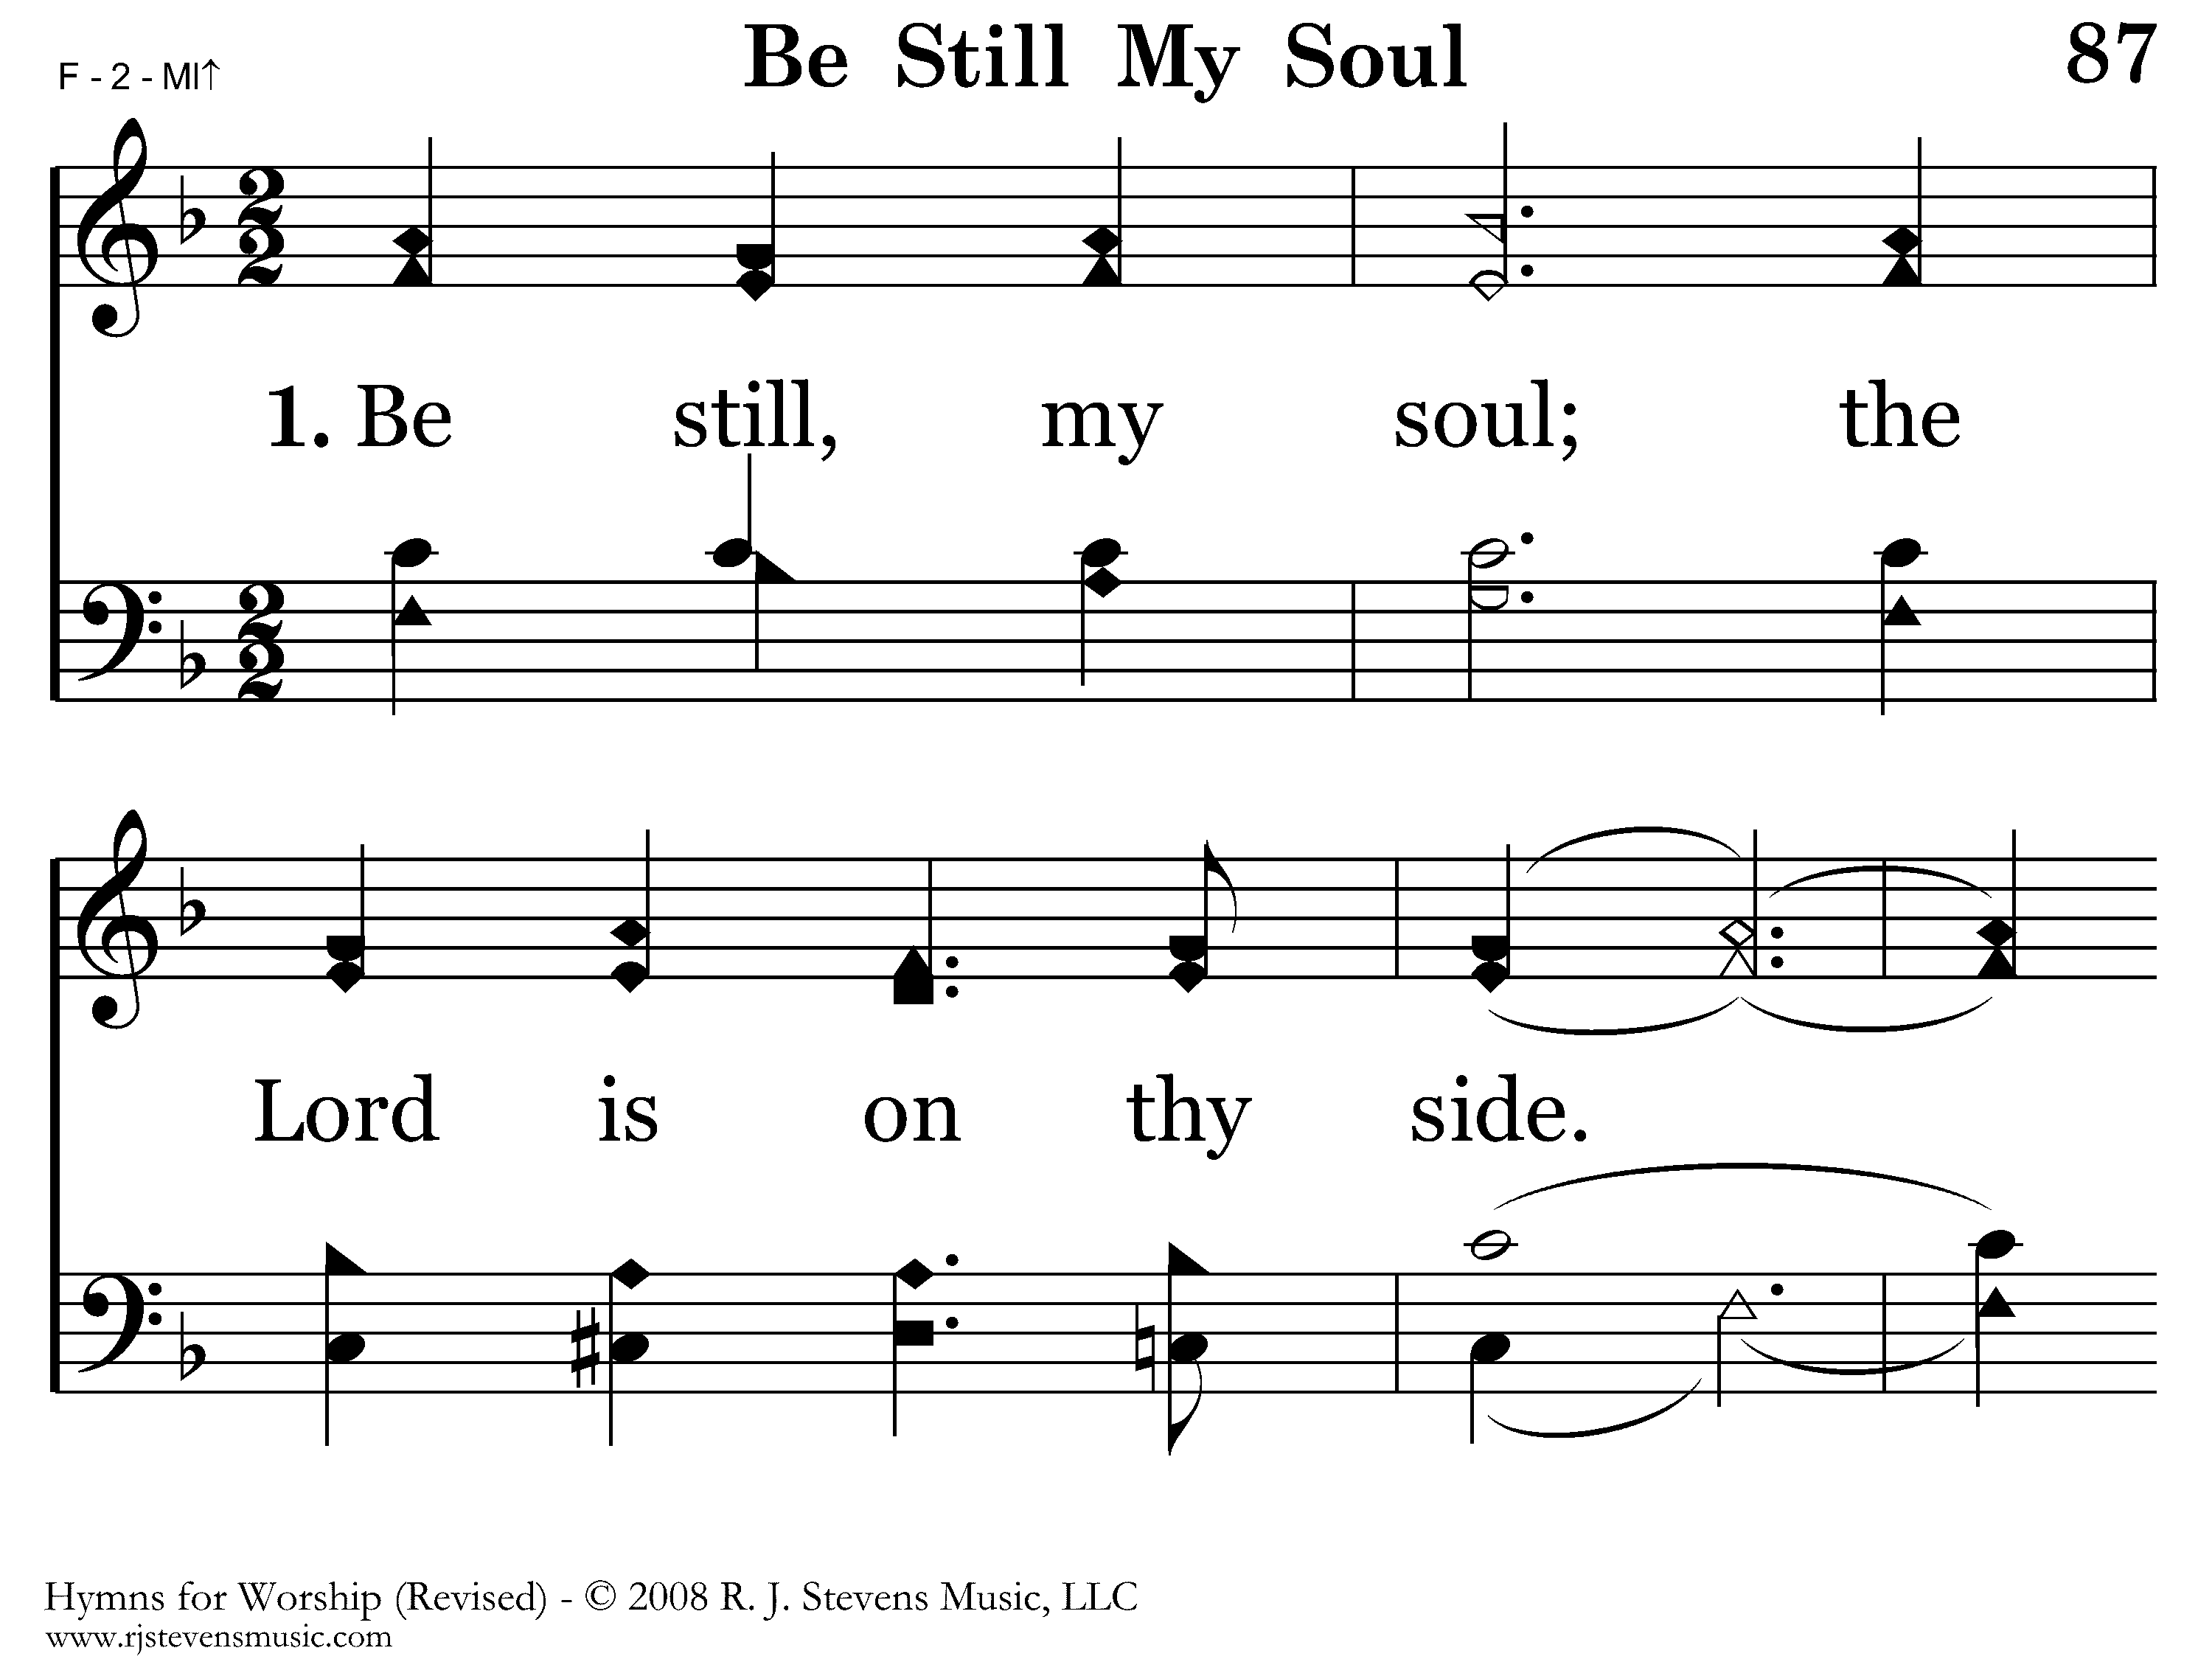 Be Still My Soul
87
F - 2 - MI↑
1. Be still, my soul; the
Lord is on thy side.
Hymns for Worship (Revised) - © 2008 R. J. Stevens Music, LLC
www.rjstevensmusic.com